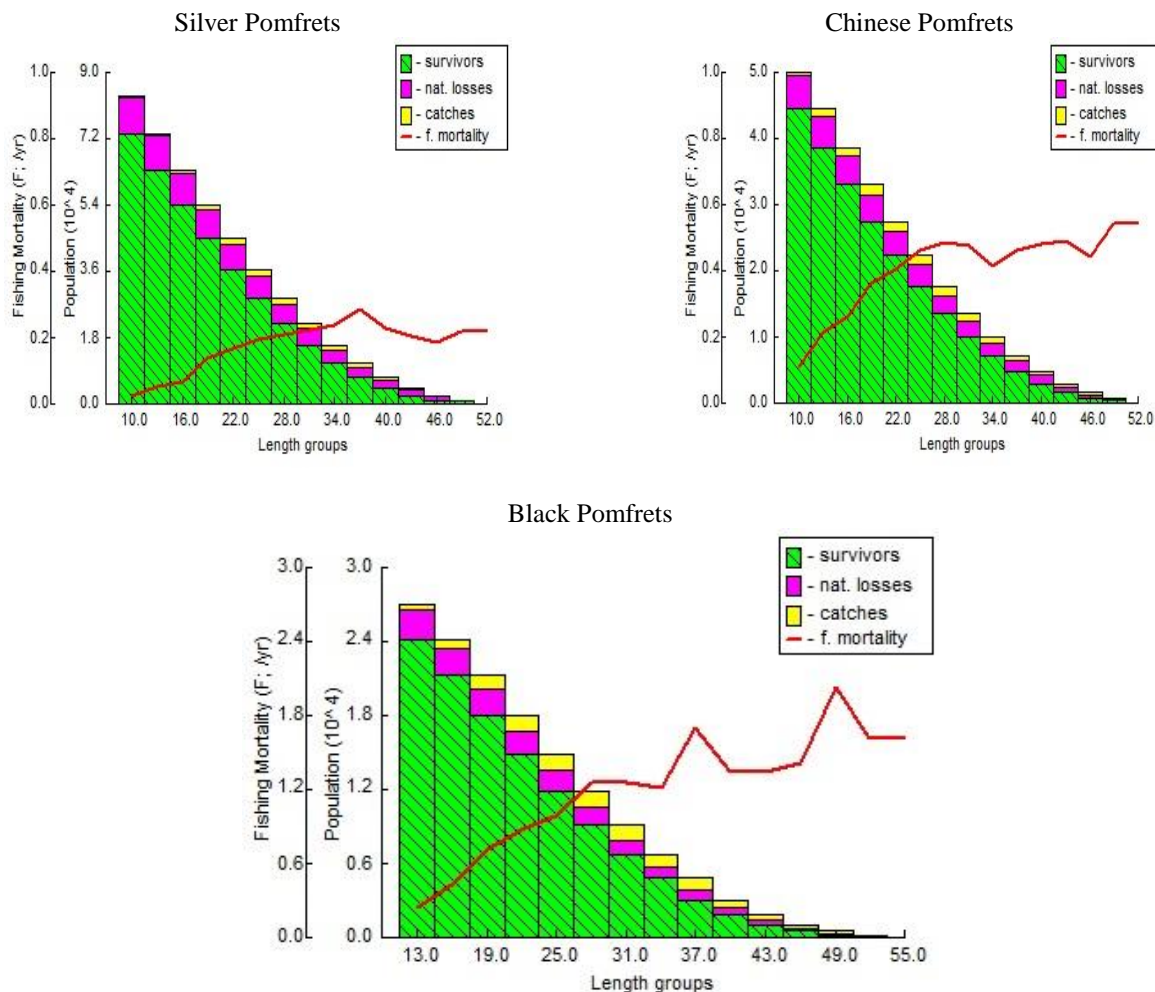 Silver Pomfrets
Fishing Mortality (F; /yr)
1.0
0.8
0.6
0.4
0.2
0.0
Population (10^ 4)
9.0
7.2
5.4
3.6
1.8
0.0
- survivors
- nat. losses
- catches
- f. mortality
10.0 16.0 22.0 28.0 34.0 40.0 46.0 52.0
Length groups
Chinese Pomfrets
Fishing Mortality (F; /yr)
1.0
0.8
0.6
0.4
0.2
0.0
Population (10^ 4)
5.0
4.0
3.0
2.0
1.0
0.0
- survivors
- nat. losses
- catches
- f. mortality
10.0 16.0 22.0 28.0 34.0 40.0 46.0 52.0
Length groups
Black Pomfrets
Fishing Mortality (F; /yr)
3.0
2.4
1.8
1.2
0.6
0.0
Population (10^ 4)
3.0
2.4
1.8
1.2
0.6
0.0
- survivors
- nat. losses
- catches
- f. mortality
13.0 19.0 25.0 31.0 37.0 43.0 49.0 55.0
Length groups